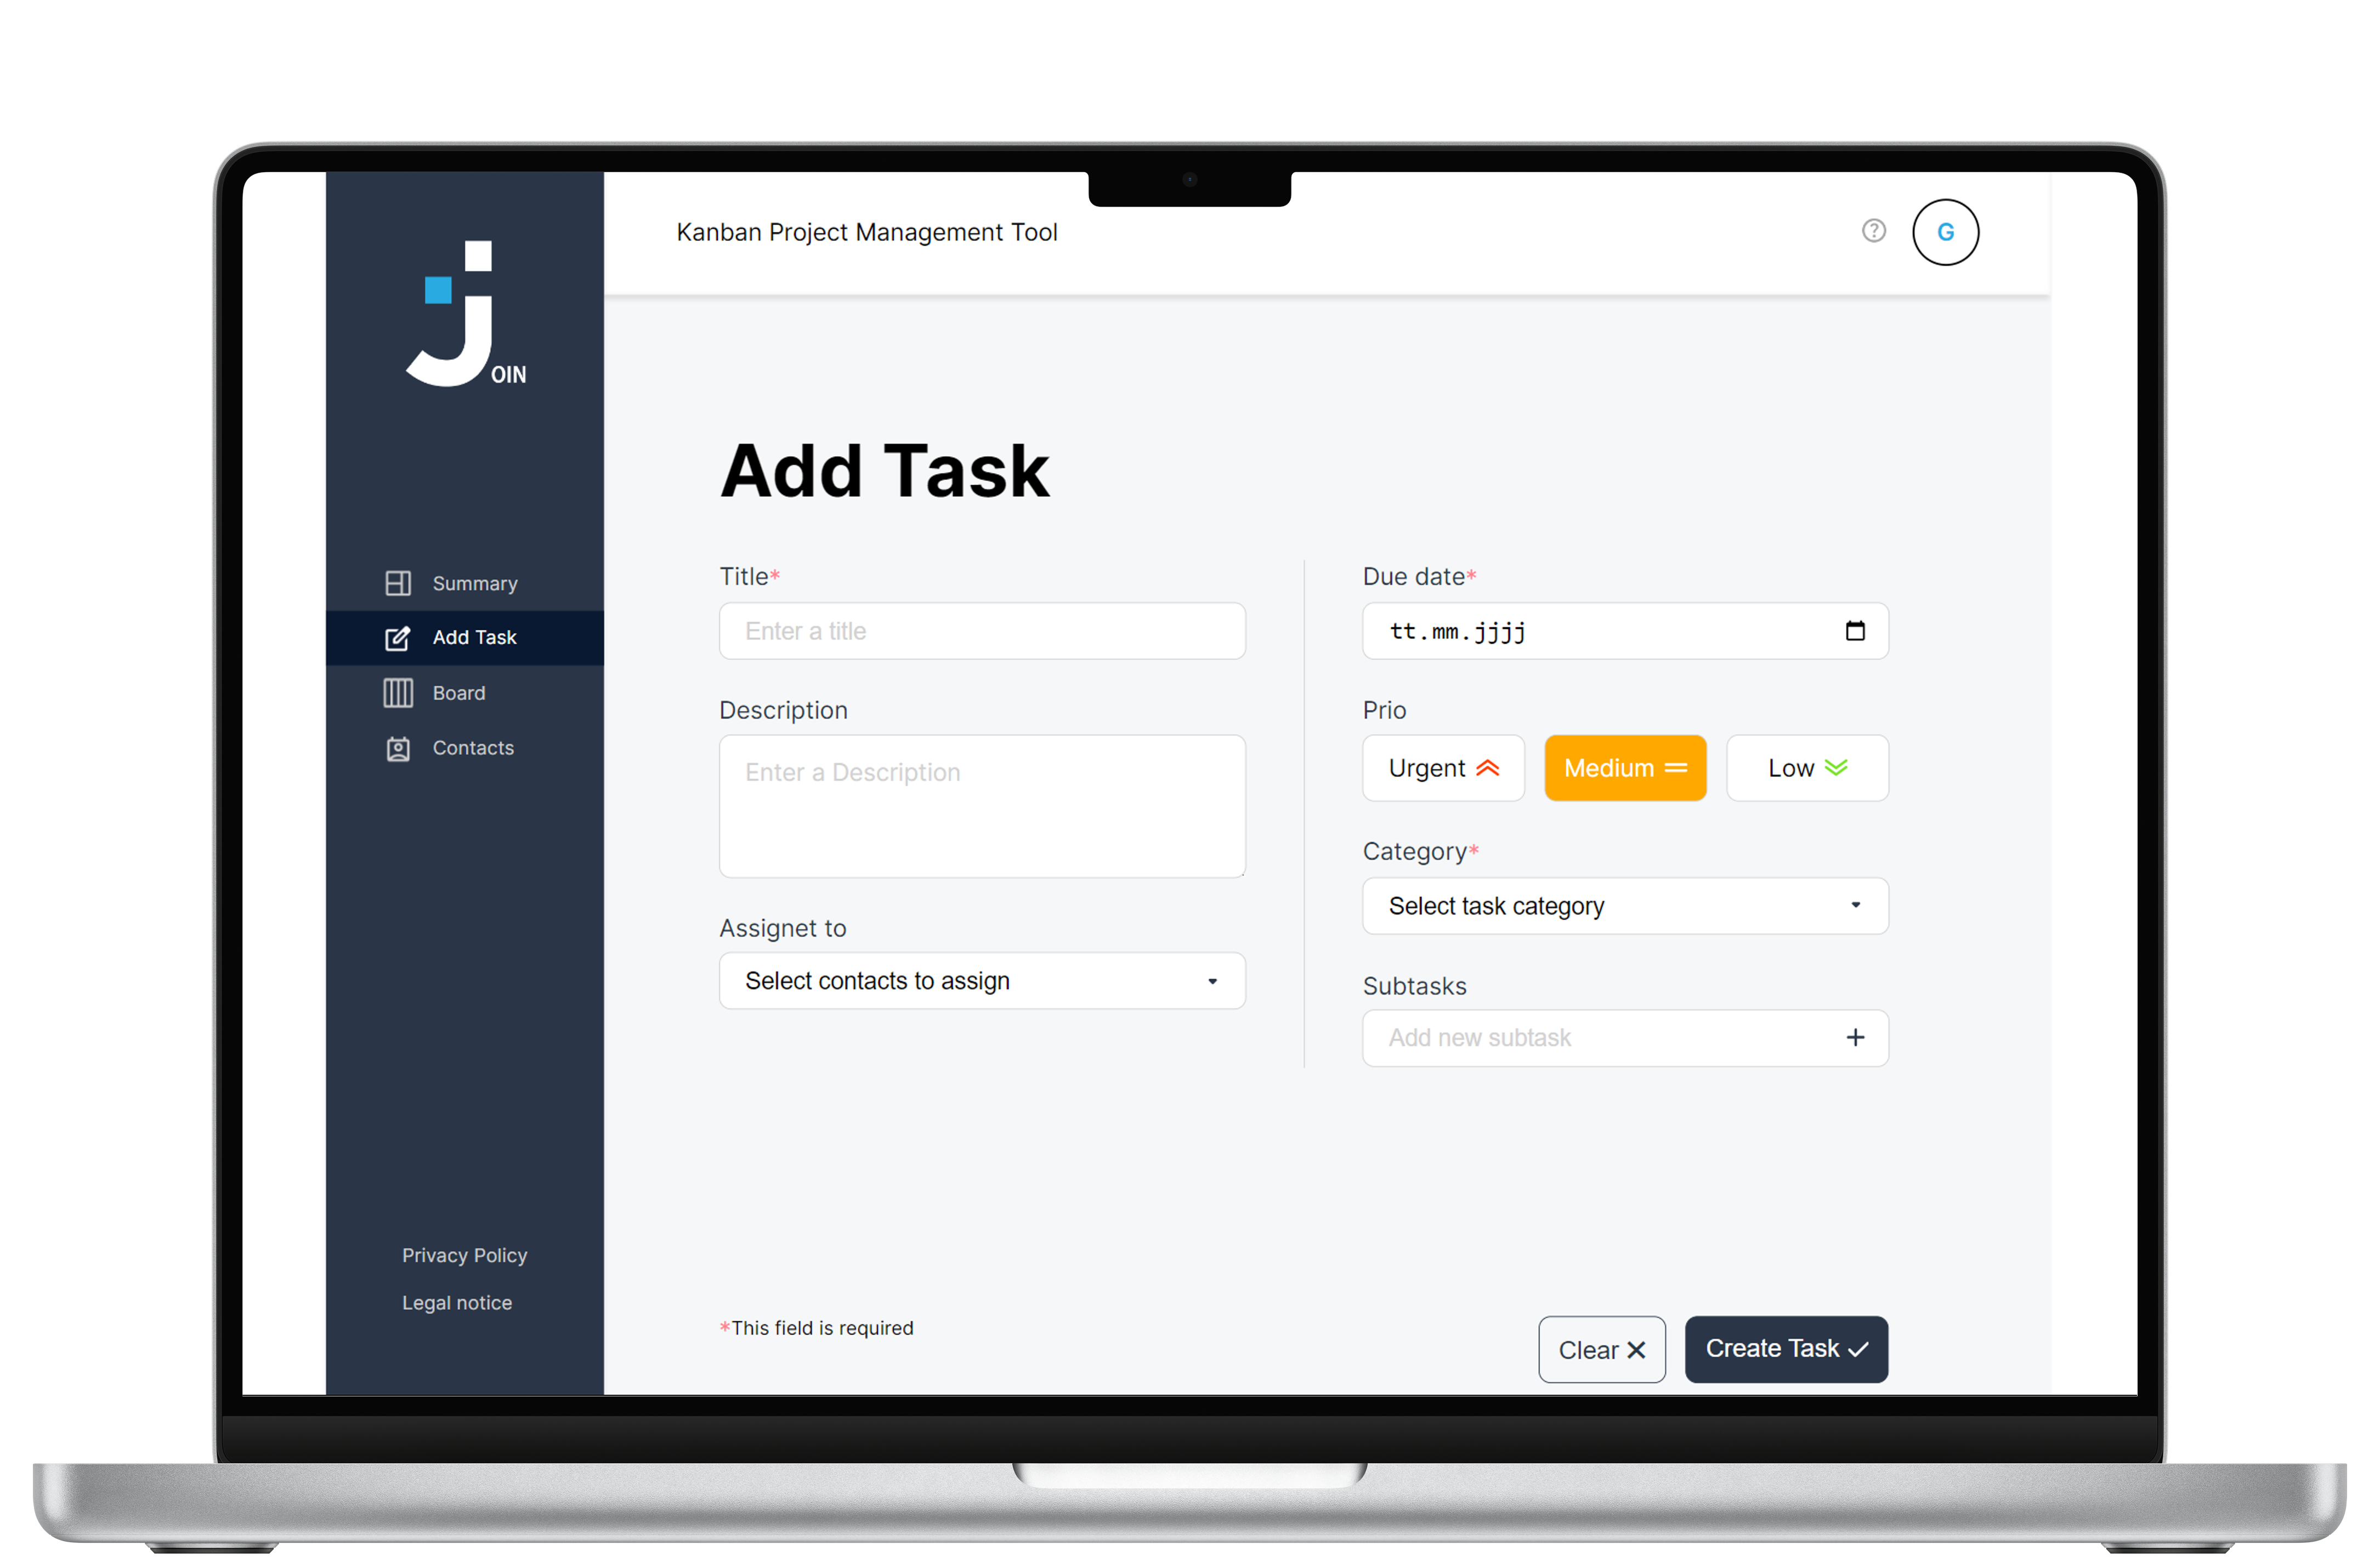 OIN
Summary
Add Task
Board
Contacts
Privacy Policy
Legal notice
Kanban Project Management Tool
?
G
Add Task
Title*
Enter a title
Description
Enter a Description
Assignet to
Select contacts to assign
Due date*
tt.mm.jjjj
Prio
Urgent
Medium
Low
Category*
Select task category
Subtasks
Add new subtask
*This field is required
Clear
Create Task